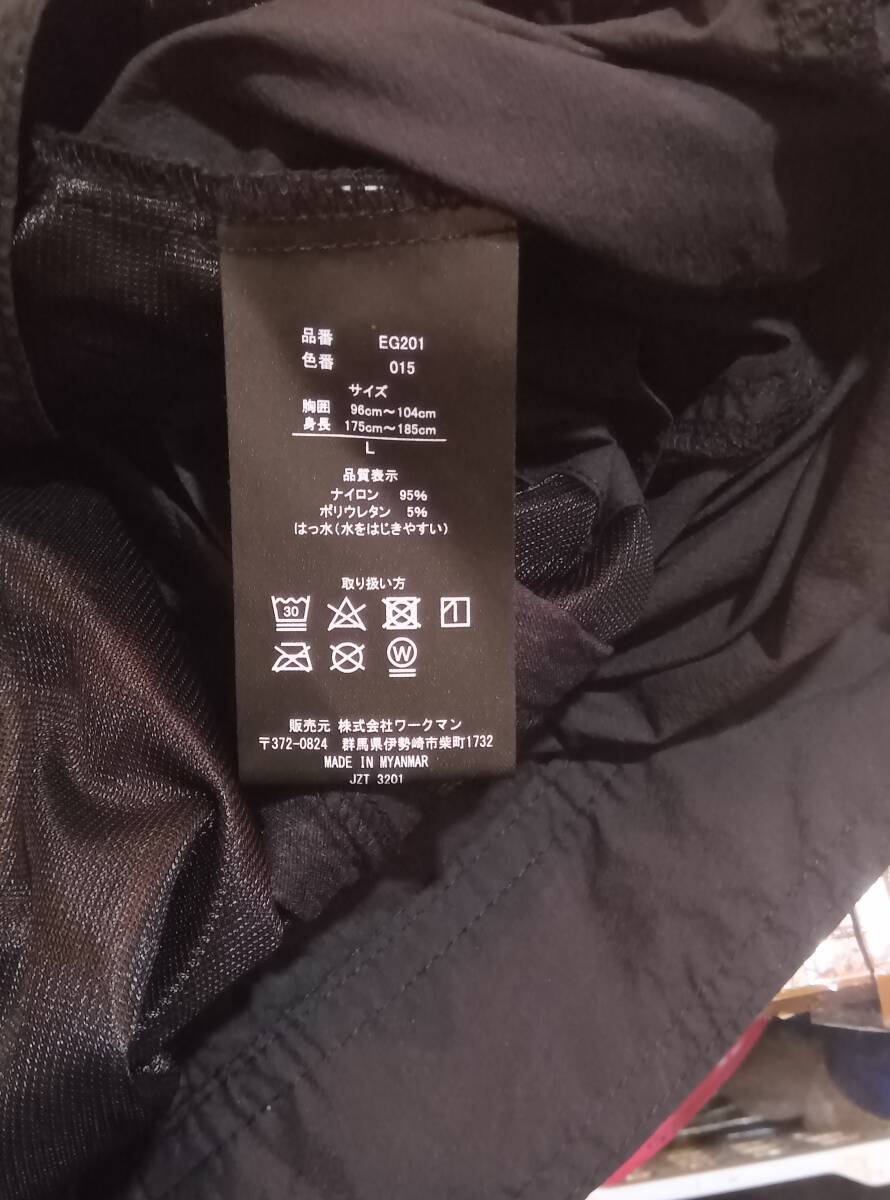 品番 EG201
色番 015
サイズ
胸囲 96cm～104cm
身長 175cm～185cm
L
品質表示
ナイロン 95%
ポリウレタン 5%
はっ水(水をはじきやすい)
取り扱い方
30
W
販売元 株式会社ワークマン
〒372-0824 群馬県伊勢崎市柴町1732
MADE IN MYANMAR
JZT 3201